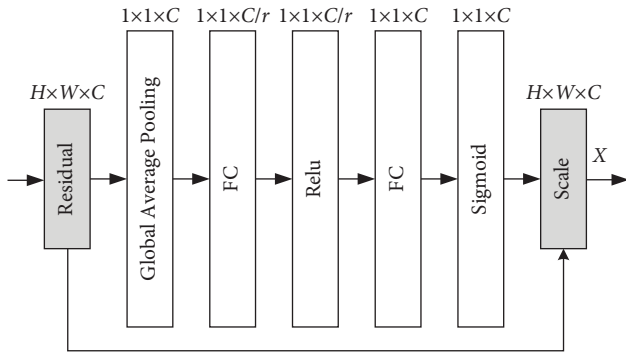 1×1×C
1×1×C/r
1×1×C/r
1×1×C
1×1×C
H×W×C
H×W×C
Residual
Global Average Pooling
FC
Relu
FC
Sigmoid
Scale
X